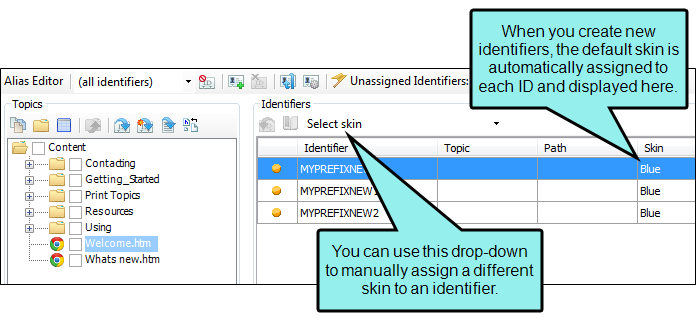 When you create new
identifiers, the default skin is
automatically assigned to
each ID and displayed here.
Alias Editor (all identifiers) Unassigned Identifiers:
Topics
Identifiers
Select skin
Content
Contacting
Getting_Started
Print Topics
Resources
Using
Welcome.htm
Whats new.htm
Identifier Topic Path Skin
MYPREFIXNE Blue
MYPREFIXNEW1 Blue
MYPREFIXNEW2 Blue
You can use this drop-down
to manually assign a different
skin to an identifier.